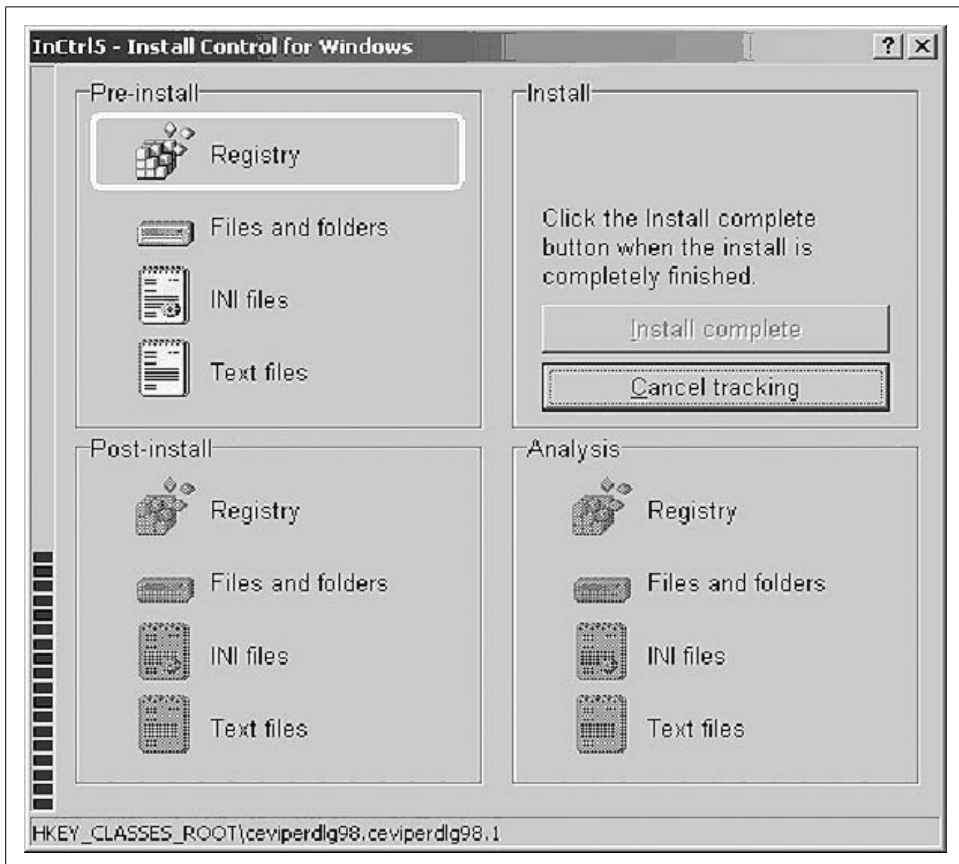 InCtrl5 - Install Control for Windows
Pre-install
Registry
Files and folders
INI files
Text files
Install
Click the Install complete
button when the install is
completely finished.
Install complete
Cancel tracking
Post-install
Registry
Files and folders
INI files
Text files
Analysis
Registry
Files and folders
INI files
Text files
HKEY_CLASSES_ROOT\ceviperdlg98.ceviperdlg98.1